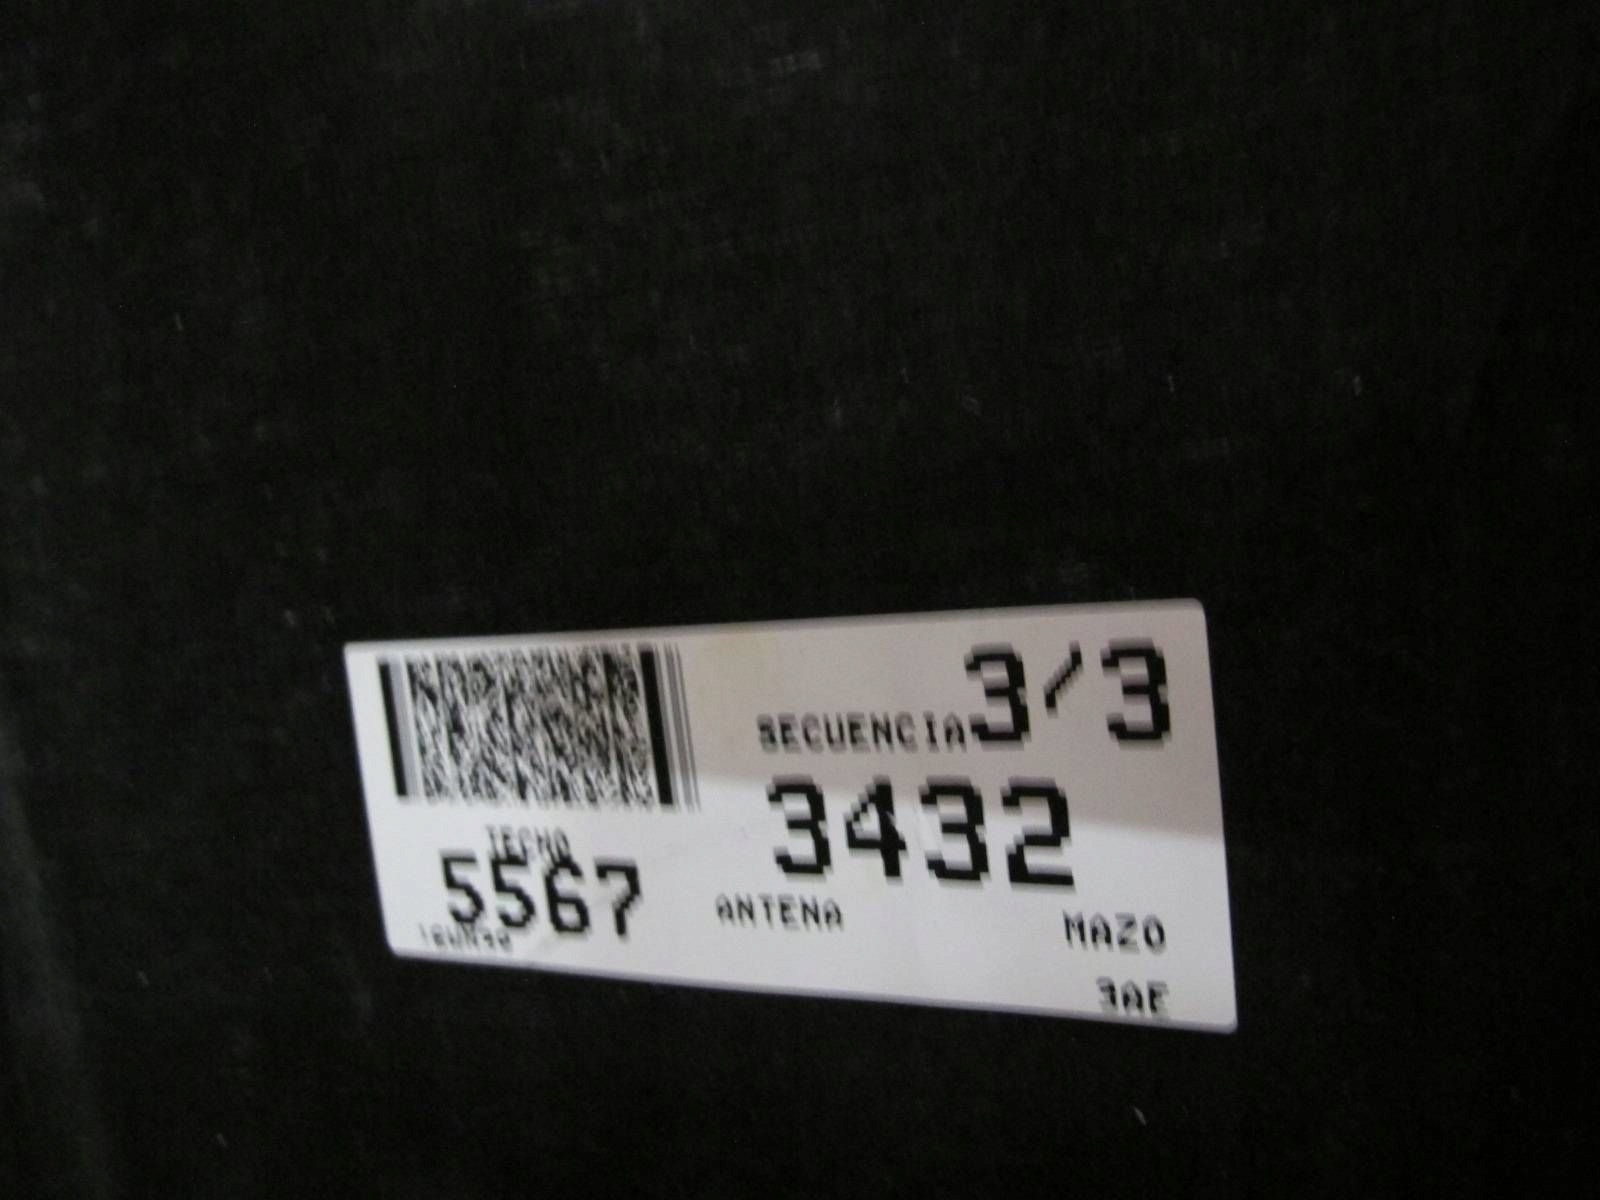 3/3
SECUENCIA
3432
TECHO
5567
ANTENA
MAZO
3AE